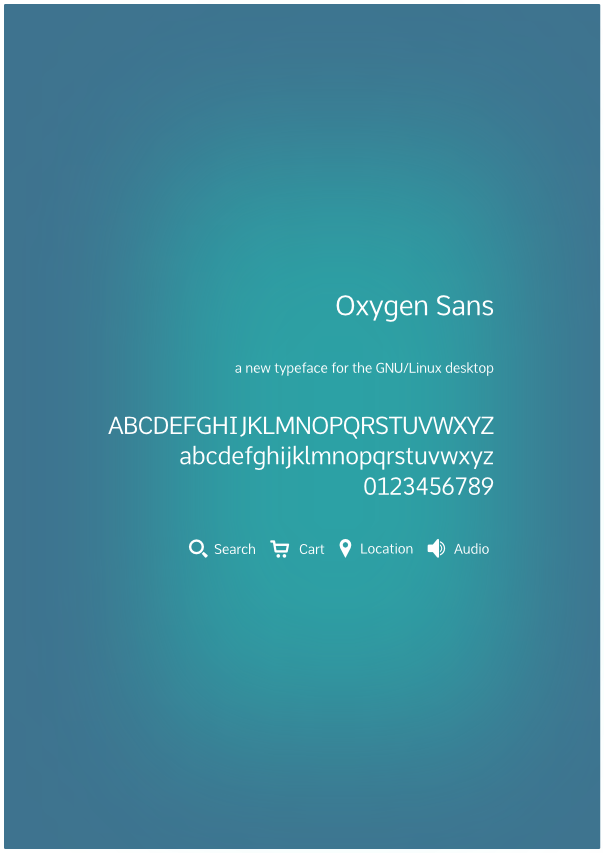 Oxygen Sans
a new typeface for the GNU/Linux desktop
ABCDEFGHIJKLMNOPQRSTUVWXYZ
abcdefghijklmnopqrstuvwxyz
0123456789
Search Cart Location Audio